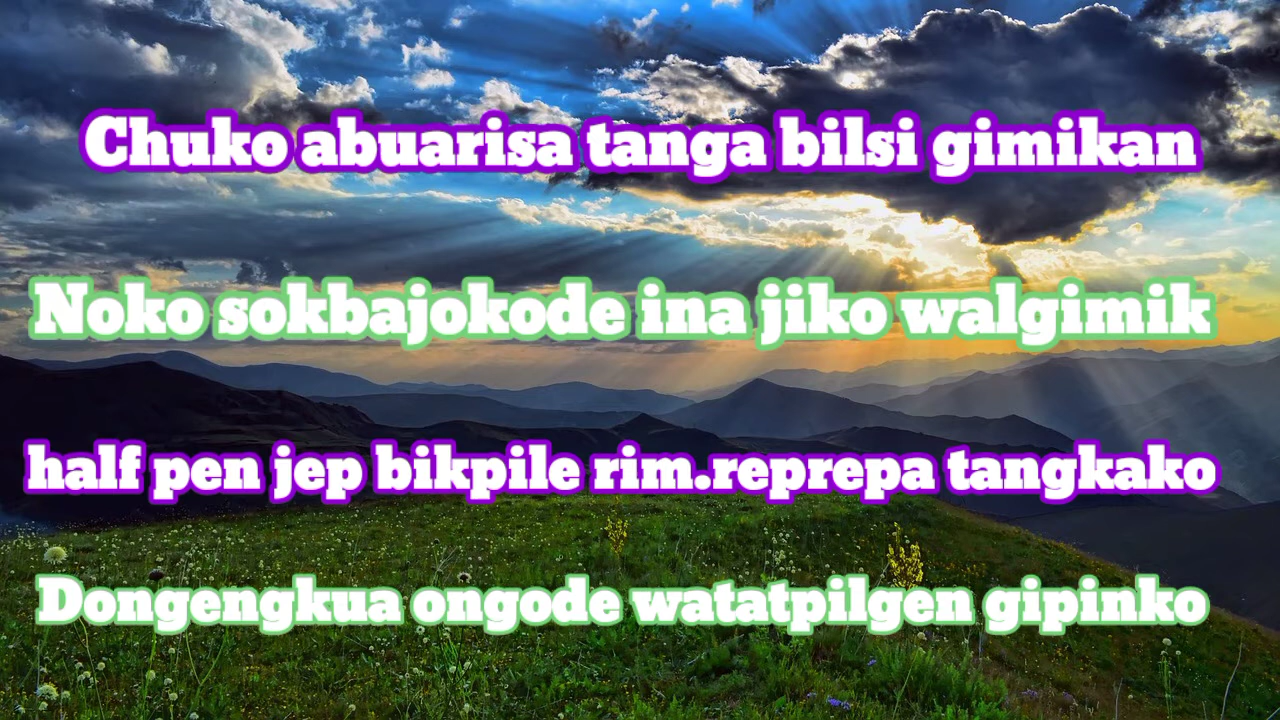 Chuko abuarisa tanga bilsi gimikan
Noko sokbajokode ina jiko walgimik
half pen jep bikpile rim.reprepa tangkako
Dongengkua ongode watatpilgen gipinko